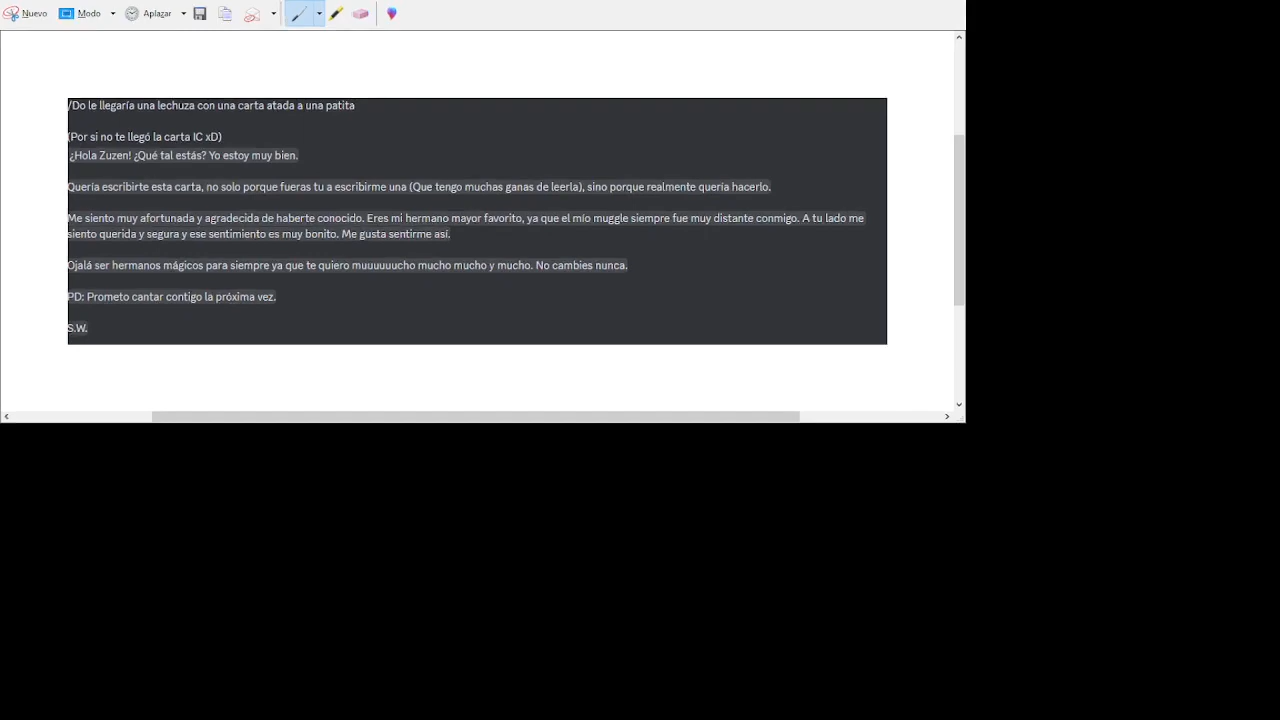 Nuevo Modo Aplazar
/Do le llegaría una lechuza con una carta atada a una patita
(Por si no te llegó la carta IC xD)
¿Hola Zuzen! ¿Qué tal estás? Yo estoy muy bien.
Quería escribirte esta carta, no solo porque fueras tu a escribirme una (Que tengo muchas ganas de leerla), sino porque realmente quería hacerlo.
Me siento muy afortunada y agradecida de haberte conocido. Eres mi hermano mayor favorito, ya que el mío muggle siempre fue muy distante conmigo. A tu lado me
siento querida y segura y ese sentimiento es muy bonito. Me gusta sentirme así.
Ojalá ser hermanos mágicos para siempre ya que te quiero muuuuuucho mucho mucho y mucho. No cambies nunca.
PD: Prometo cantar contigo la próxima vez.
S.W.